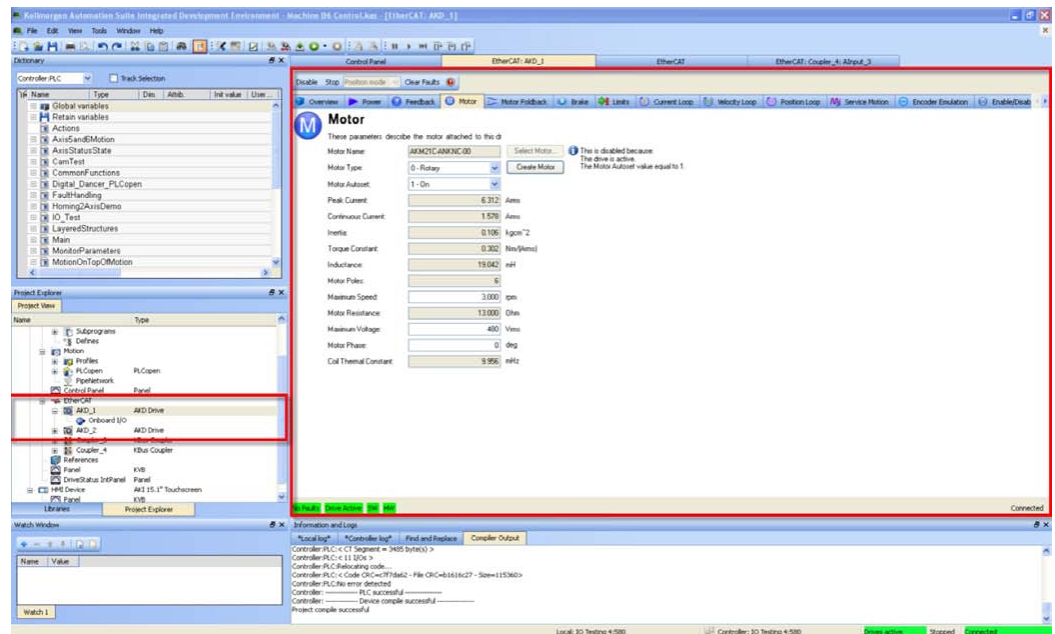 Kollmorgen Automation Suite Integrated Development Environment - Machine D6 Control.kas - [EtherCAT: AKD_1]
File Edit View Tools Window Help
Dictionary
Controller:PLC
Track Selection
Name Type Dim Attrib. Init value User ...
Global variables
Retain variables
Actions
Axis5and6Motion
AxisStatusState
CamTest
CommonFunctions
Digital_Dancer_PLCopen
FaultHandling
Homing2AxisDemo
IO_Test
LayeredStructures
Main
MonitorParameters
MotionOnTopOfMotion
Project Explorer
Project View
Name Type
Subprograms
Defines
Motion
Profiles
PLCopen PLCopen
PipeNetwork
Control Panel Panel
EtherCAT
AKD_1 AKD Drive
Onboard I/O
AKD_2 AKD Drive
KBus Coupler
Coupler_4 KBus Coupler
References
Panel KVB
DriveStatus IntPanel Panel
HMI Device AKI 15.1" Touchscreen
Panel KVB
Libraries Project Explorer
Watch Window
Name Value
Watch 1
Control Panel EtherCAT: AKD_1 EtherCAT EtherCAT: Coupler_4: AInput_3
Disable Stop Position mode Clear Faults
Overview Power Feedback Motor Motor Foldback Brake Limits Current Loop Velocity Loop Position Loop Service Motion Encoder Emulation Enable/Disab
Motor
These parameters describe the motor attached to this dr
Motor Name: AKM21C-ANKNC-00 Select Motor... This is disabled because:
The drive is active.
The Motor Autoset value equal to 1.
Motor Type: 0 - Rotary Create Motor
Motor Autoset: 1 - On
Peak Current: 6.312 Arms
Continuous Current: 1.578 Arms
Inertia: 0.106 kgcm^2
Torque Constant: 0.302 Nm/(Arms)
Inductance: 19.042 mH
Motor Poles: 6
Maximum Speed: 3.000 rpm
Motor Resistance: 13.000 Ohm
Maximum Voltage: 480 Vrms
Motor Phase: 0 deg
Coil Thermal Constant: 9.956 mHz
No Faults Drive Active SW HW Connected
Information and Logs
*Local log* *Controller log* Find and Replace Compiler Output
Controller:PLC:< CT Segment = 3485 byte(s) >
Controller:PLC:< 11 I/Os >
Controller:PLC:Relocating code...
Controller:PLC:< Code CRC=c7f7da62 - File CRC=b1616c27 - Size=115360>
Controller:PLC:No error detected
Controller: ------------- PLC successful -------------
Controller: ------------- Device compile successful -------------
Project compile successful
Local: IO Testing 4:580 Controller: IO Testing 4:580 Drives active Stopped Connected